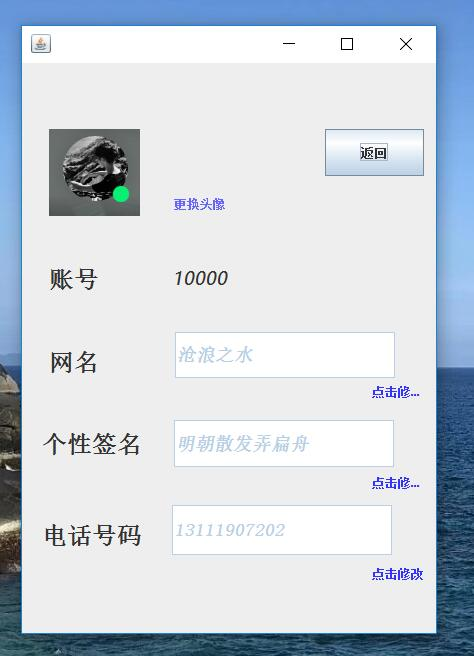 返回
更换头像
账号
10000
网名
沧浪之水
点击修...
个性签名
明朝散发弄扁舟
点击修...
电话号码
13111907202
点击修改